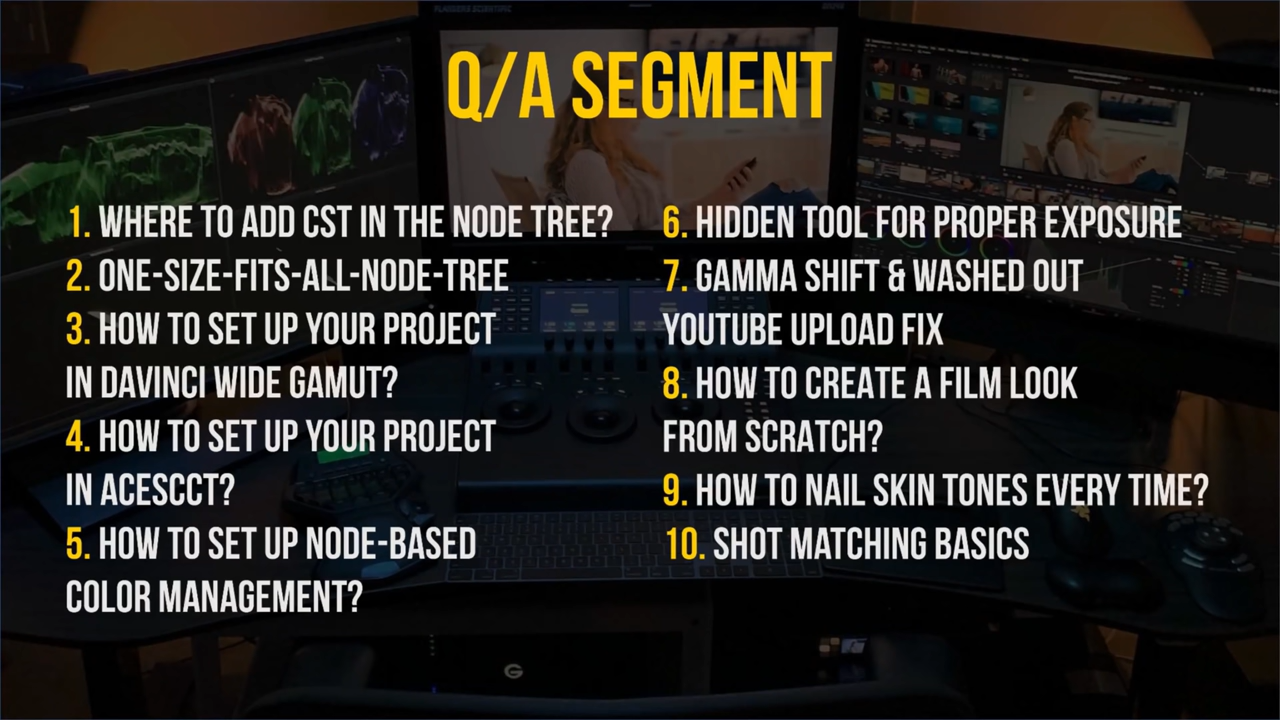 Q/A SEGMENT
1. WHERE TO ADD CST IN THE NODE TREE?
2. ONE-SIZE-FITS-ALL-NODE-TREE
3. HOW TO SET UP YOUR PROJECT
IN DAVINCI WIDE GAMUT?
4. HOW TO SET UP YOUR PROJECT
IN ACESCCT?
5. HOW TO SET UP NODE-BASED
COLOR MANAGEMENT?
6. HIDDEN TOOL FOR PROPER EXPOSURE
7. GAMMA SHIFT & WASHED OUT
YOUTUBE UPLOAD FIX
8. HOW TO CREATE A FILM LOOK
FROM SCRATCH?
9. HOW TO NAIL SKIN TONES EVERY TIME?
10. SHOT MATCHING BASICS
FLANDERS SCIENTIFIC